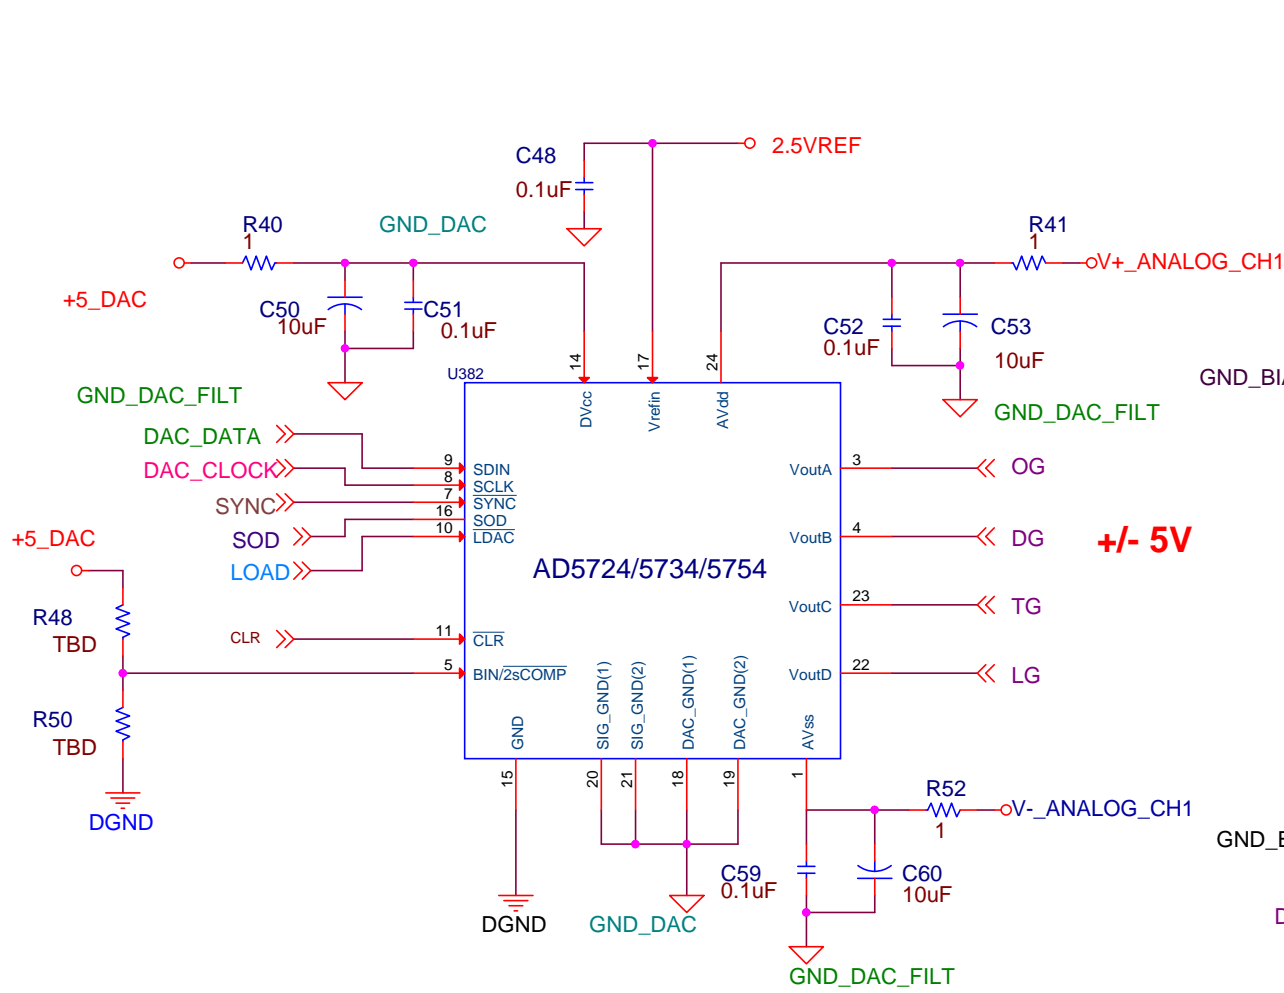 C48
0.1uF
2.5VREF
R40
1
GND_DAC
R41
1
V+_ANALOG_CH1
+5_DAC
C50
10uF
C51
0.1uF
C52
0.1uF
C53
10uF
14
17
24
U382
GND_BIA
GND_DAC_FILT
GND_DAC_FILT
DVcc
Vrefin
AVdd
DAC_DATA
9
SDIN
VoutA
3
OG
DAC_CLOCK
8
SCLK
SYNC
7
SYNC
16
SOD
SOD
10
LDAC
VoutB
4
DG
+/- 5V
+5_DAC
LOAD
AD5724/5734/5754
R48
TBD
VoutC
23
TG
CLR
11
CLR
5
BIN/2sCOMP
VoutD
22
LG
R50
TBD
GND
SIG_GND(1)
SIG_GND(2)
DAC_GND(1)
DAC_GND(2)
AVss
15
20
21
18
19
1
DGND
R52
1
V-_ANALOG_CH1
GND_B
C59
0.1uF
C60
10uF
DGND
GND_DAC
D
GND_DAC_FILT